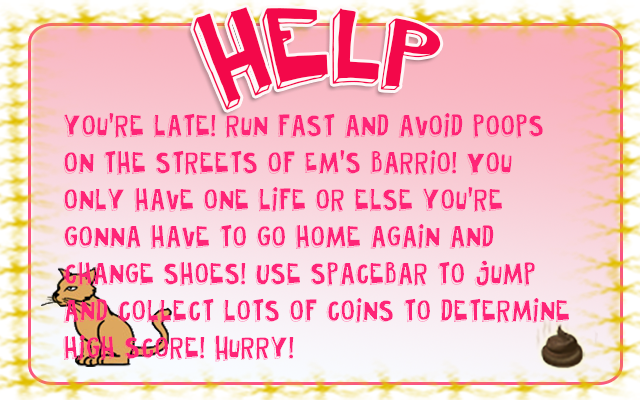 HELP
YOU'RE LATE! RUN FAST AND AVOID POOPS
ON THE STREETS OF EM'S BARRIO! YOU
ONLY HAVE ONE LIFE OR ELSE YOU'RE
GONNA HAVE TO GO HOME AGAIN AND
CHANGE SHOES! USE SPACEBAR TO JUMP
AND COLLECT LOTS OF COINS TO DETERMINE
HIGH SCORE! HURRY!